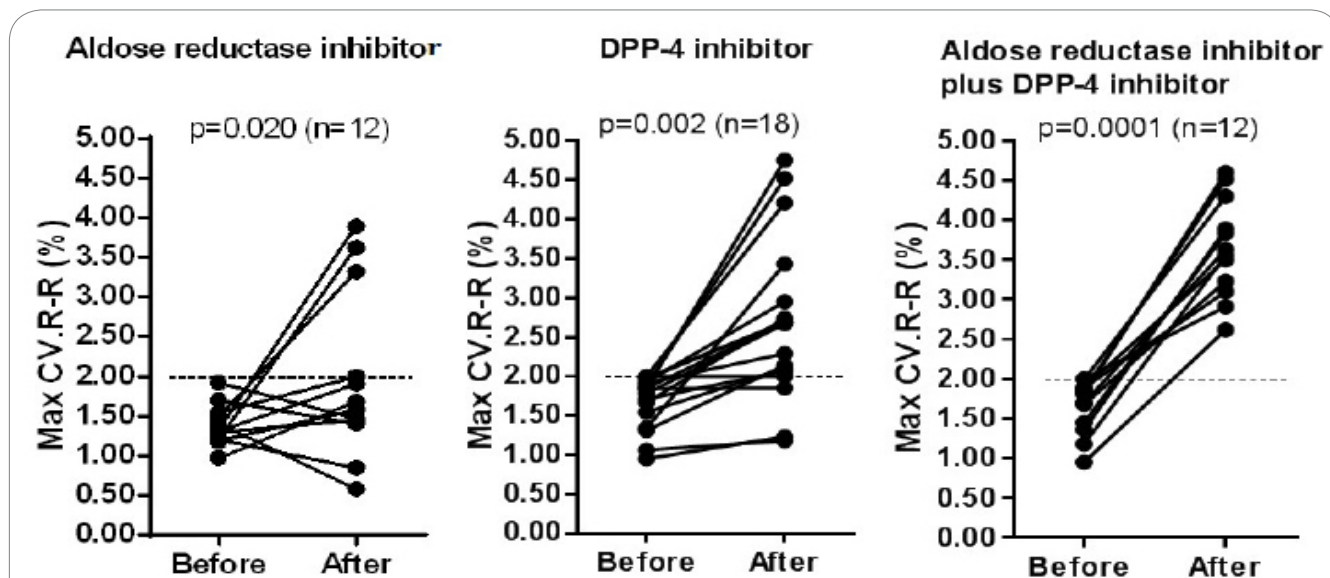 Aldose reductase inhibitor
p=0.020 (n=12)
Max CV.R-R (%)
5.00
4.50
4.00
3.50
3.00
2.50
2.00
1.50
1.00
0.50
0.00
Before After
DPP-4 inhibitor
p=0.002 (n=18)
Max CV.R-R (%)
5.00
4.50
4.00
3.50
3.00
2.50
2.00
1.50
1.00
0.50
0.00
Before After
Aldose reductase inhibitor
plus DPP-4 inhibitor
p=0.0001 (n=12)
Max CV.R-R (%)
5.00
4.50
4.00
3.50
3.00
2.50
2.00
1.50
1.00
0.50
0.00
Before After